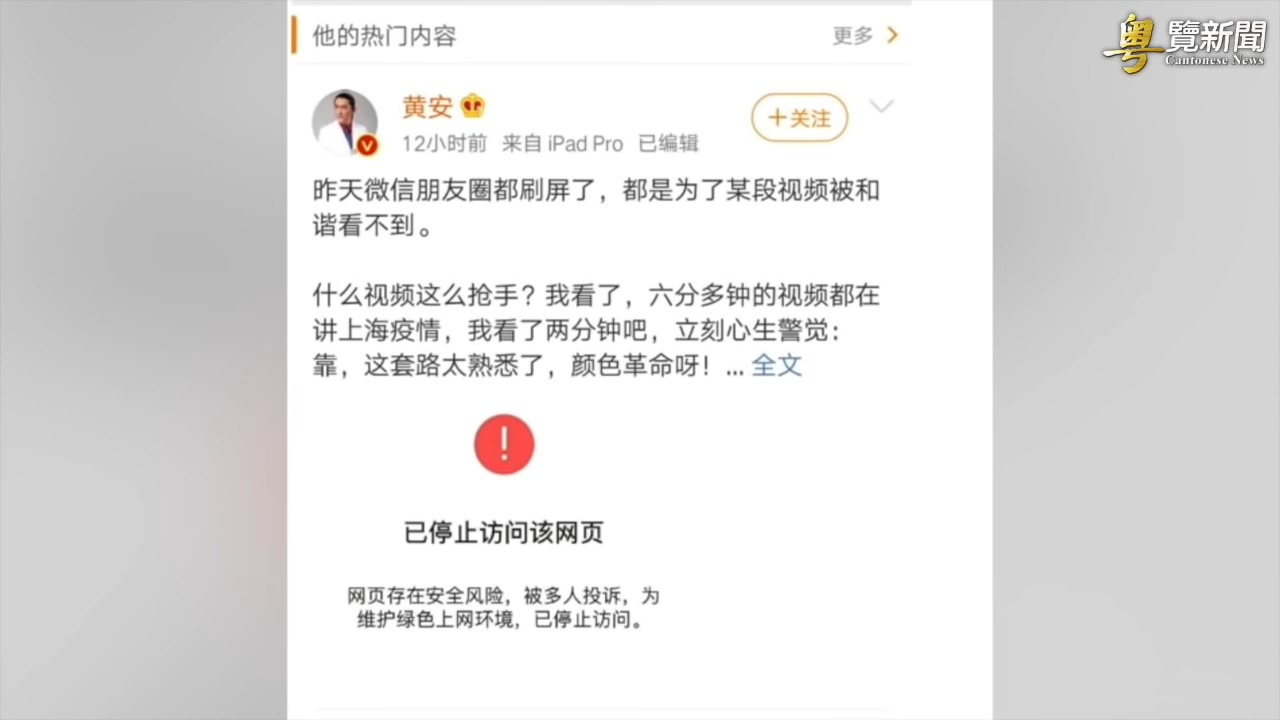 他的热门内容
更多
粤覽新聞
Cantonese News
黄安
+关注
12小时前 来自 iPad Pro 已编辑
昨天微信朋友圈都刷屏了，都是为了某段视频被和
谐看不到。
什么视频这么抢手？我看了，六分多钟的视频都在
讲上海疫情，我看了两分钟吧，立刻心生警觉：
靠，这套路太熟悉了，颜色革命呀！... 全文
已停止访问该网页
网页存在安全风险，被多人投诉，为
维护绿色上网环境，已停止访问。